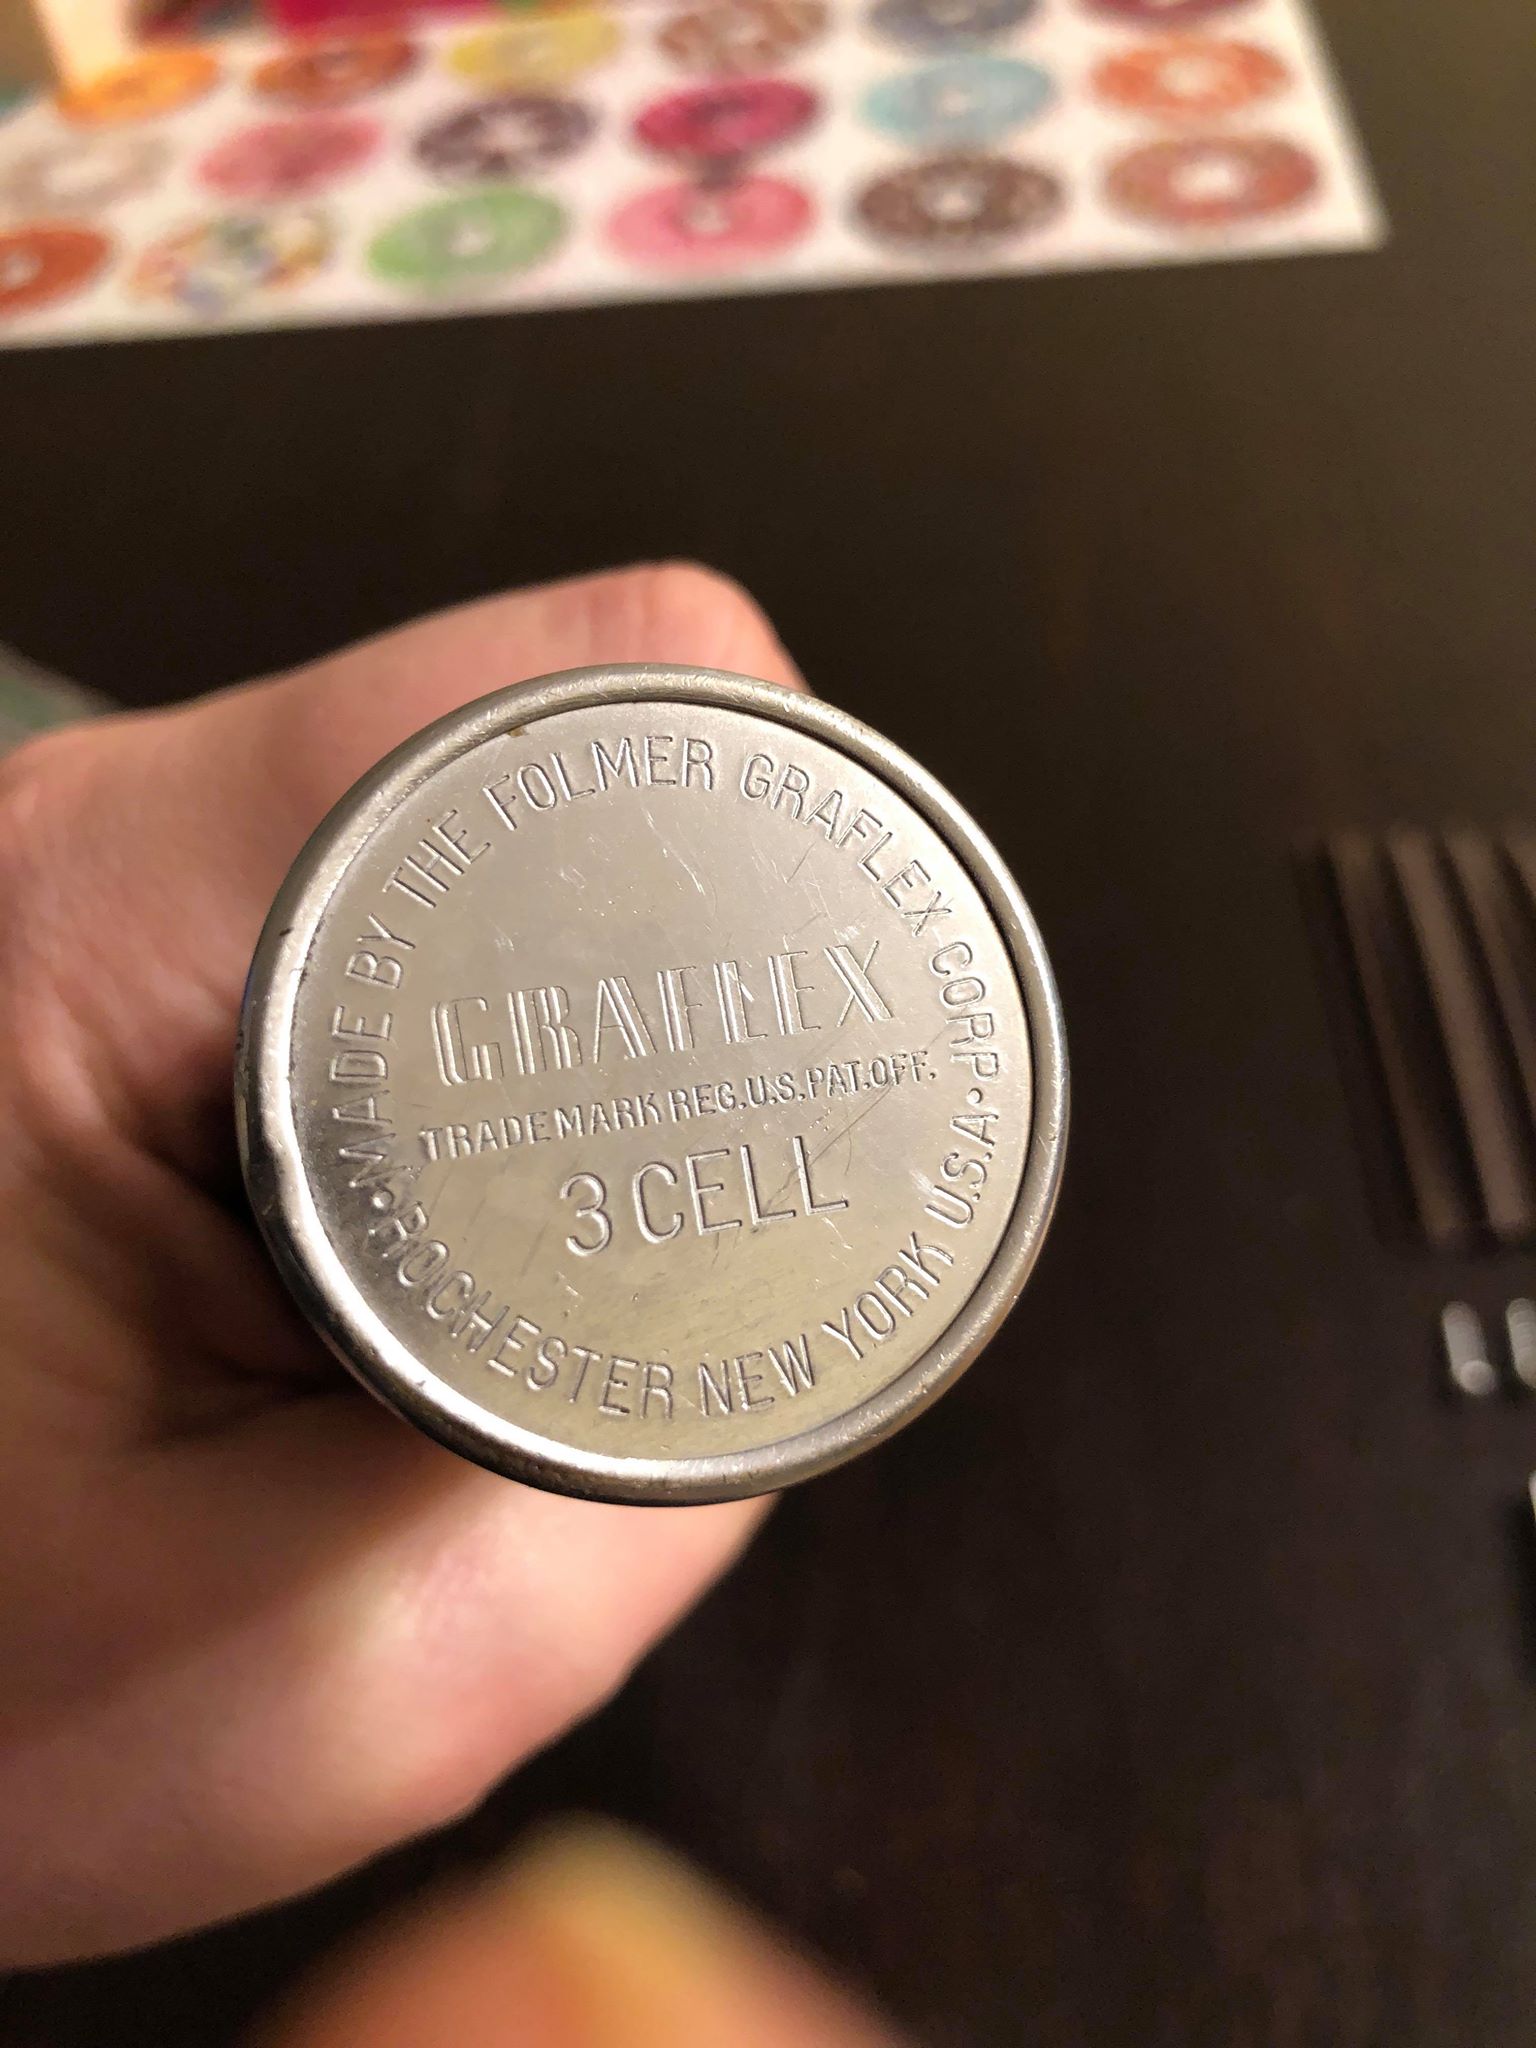 MADE BY THE FOLMER GRAFLEX CORP.
GRAFLEX
TRADE MARK REG.U.S.PAT.OFF.
3 CELL
• ROCHESTER NEW YORK U.S.A •